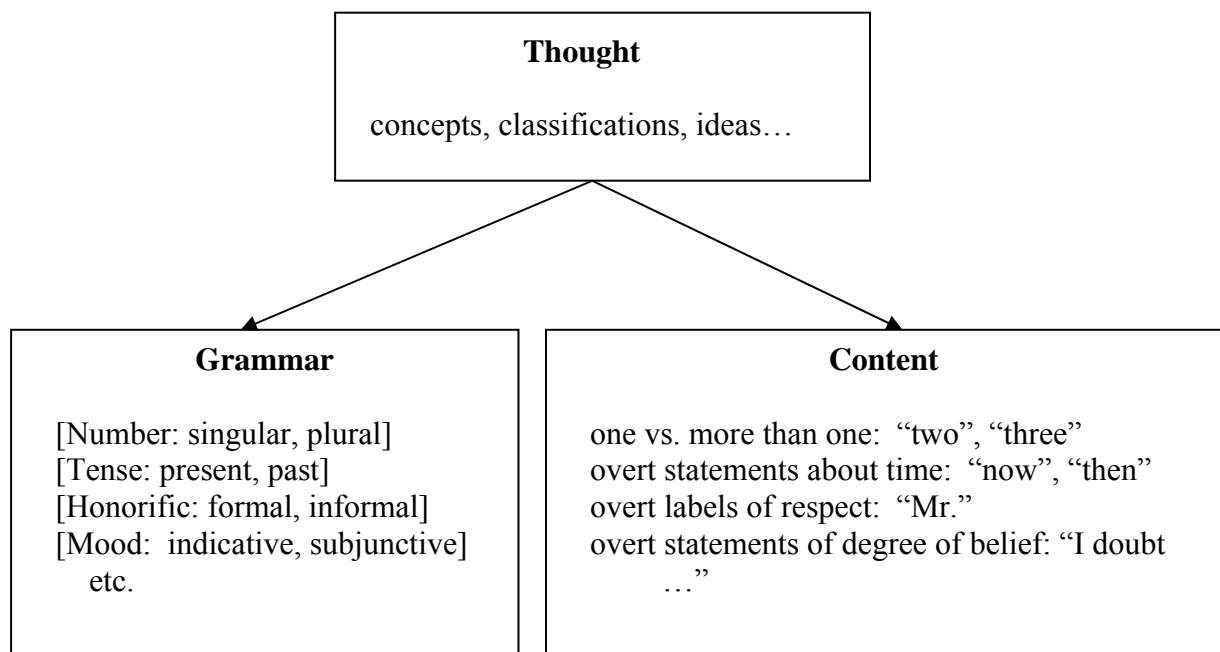 Thought
concepts, classifications, ideas…
Grammar
[Number: singular, plural]
[Tense: present, past]
[Honorific: formal, informal]
[Mood:  indicative, subjunctive]
etc.
Content
one vs. more than one:  “two”, “three”
overt statements about time:  “now”, “then”
overt labels of respect:  “Mr.”
overt statements of degree of belief: “I doubt
…”